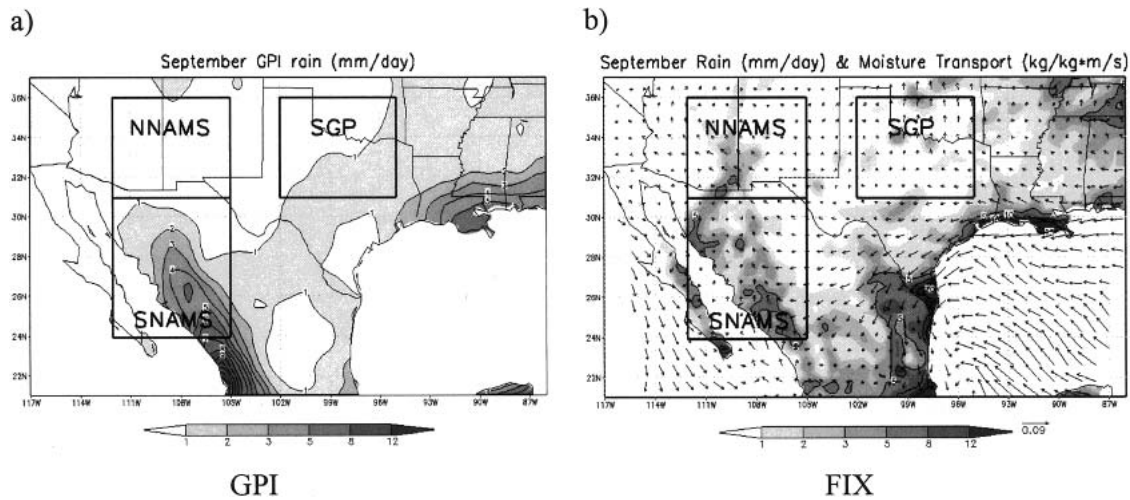 a)
September GPI rain (mm/day)
36N
34N
32N
30N
28N
26N
24N
22N
NNAMS
SGP
SNAMS
117W 114W 111W 108W 105W 102W 99W 96W 93W 90W 87W
1 2 3 5 8 12
GPI
b)
September Rain (mm/day) & Moisture Transport (kg/kg*m/s)
36N
34N
32N
30N
28N
26N
24N
22N
NNAMS
SGP
SNAMS
117W 114W 111W 108W 105W 102W 99W 96W 93W 90W 87W
1 2 3 5 8 12
0.09
FIX